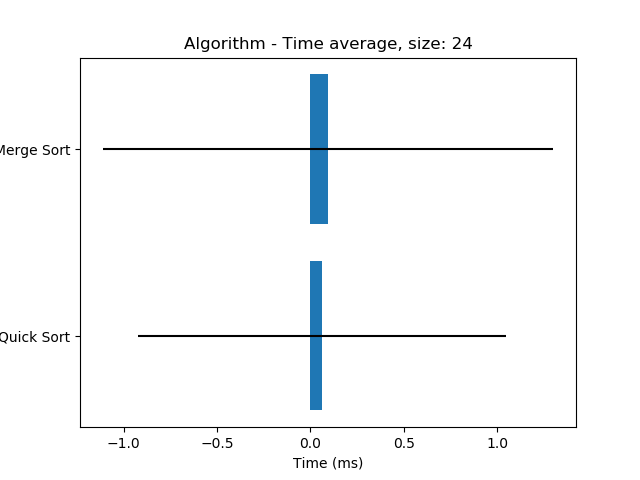 Algorithm - Time average, size: 24
Merge Sort
Quick Sort
−1.0 −0.5 0.0 0.5 1.0
Time (ms)